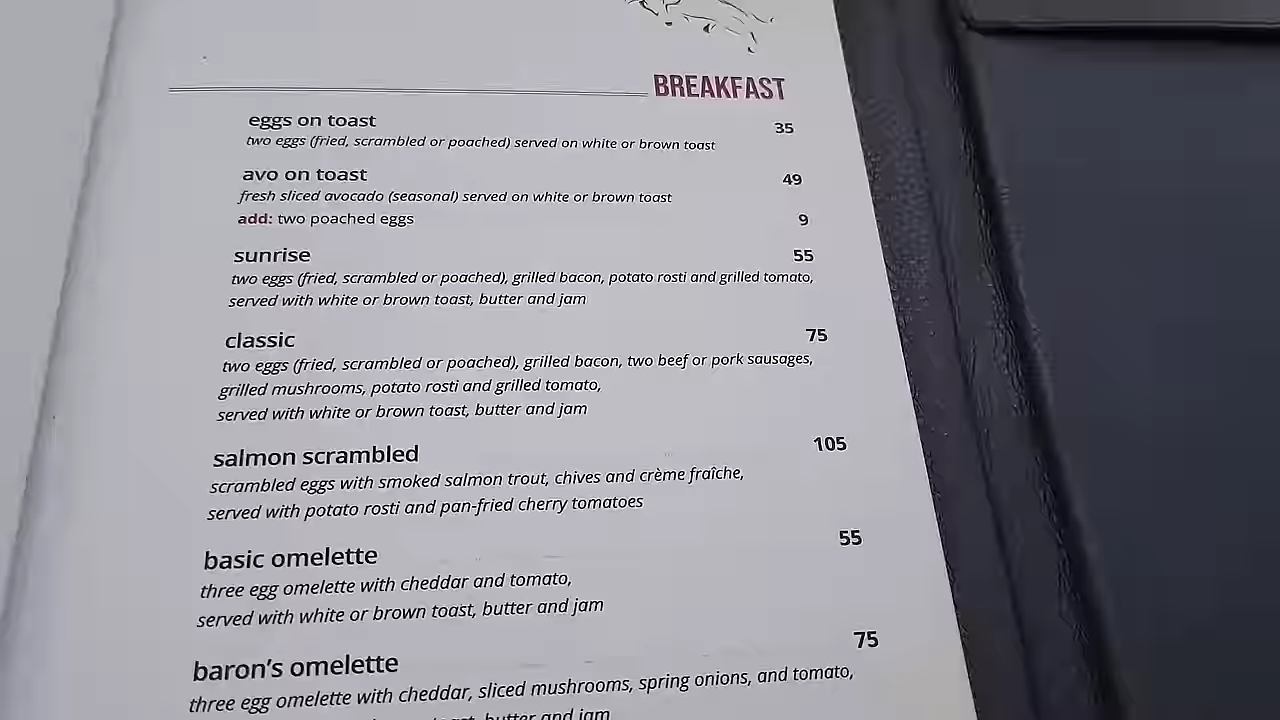 BREAKFAST
eggs on toast 35
two eggs (fried, scrambled or poached) served on white or brown toast
avo on toast 49
fresh sliced avocado (seasonal) served on white or brown toast
add: two poached eggs 9
sunrise 55
two eggs (fried, scrambled or poached), grilled bacon, potato rosti and grilled tomato,
served with white or brown toast, butter and jam
classic 75
two eggs (fried, scrambled or poached), grilled bacon, two beef or pork sausages,
grilled mushrooms, potato rosti and grilled tomato,
served with white or brown toast, butter and jam
salmon scrambled 105
scrambled eggs with smoked salmon trout, chives and crème fraîche,
served with potato rosti and pan-fried cherry tomatoes
basic omelette 55
three egg omelette with cheddar and tomato,
served with white or brown toast, butter and jam
baron's omelette 75
three egg omelette with cheddar, sliced mushrooms, spring onions, and tomato,
butter and jam